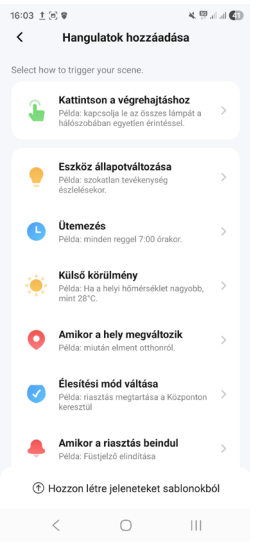 16:03
41
Hangulatok hozzáadása
Select how to trigger your scene.
Kattintson a végrehajtáshoz
Példa: kapcsolja le az összes lámpát a
hálószobában egyetlen érintéssel.
Eszköz állapotváltozása
Példa: szokatlan tevékenység
észlelésekor.
Ütemezés
Példa: minden reggel 7:00 órakor.
Külső körülmény
Példa: Ha a helyi hőmérséklet nagyobb,
mint 28°C.
Amikor a hely megváltozik
Példa: miután elment otthonról.
Élesítési mód váltása
Példa: riasztás megtartása a Központon
keresztül
Amikor a riasztás beindul
Példa: Füstjelző elindítása
Hozzon létre jeleneteket sablonokból